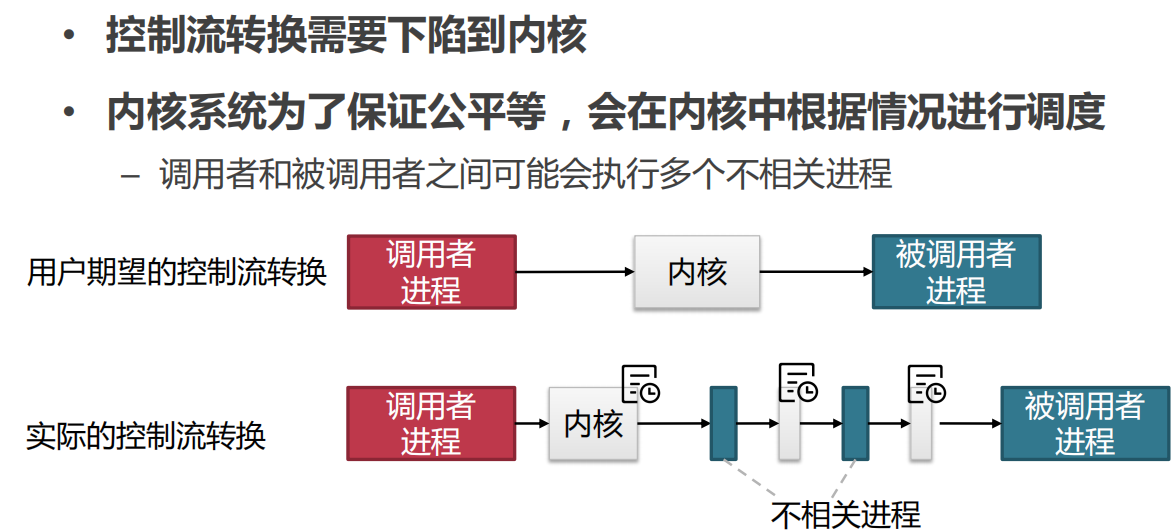 • 控制流转换需要下陷到内核
• 内核系统为了保证公平等，会在内核中根据情况进行调度
– 调用者和被调用者之间可能会执行多个不相关进程
用户期望的控制流转换
调用者
进程
内核
被调用者
进程
实际的控制流转换
调用者
进程
内核
被调用者
进程
不相关进程